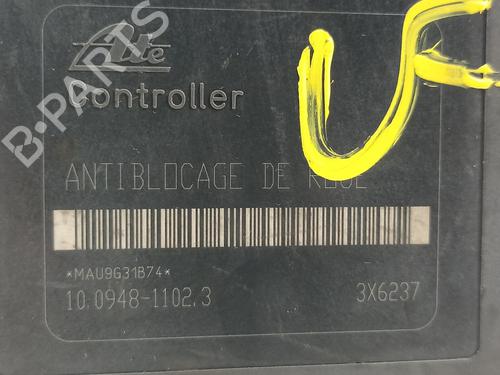 Ate
Controller
ANTIBLOCAGE DE ROUE
*MAU9G31B74*
10.0948-1102.3 3X6237
B-PARTS